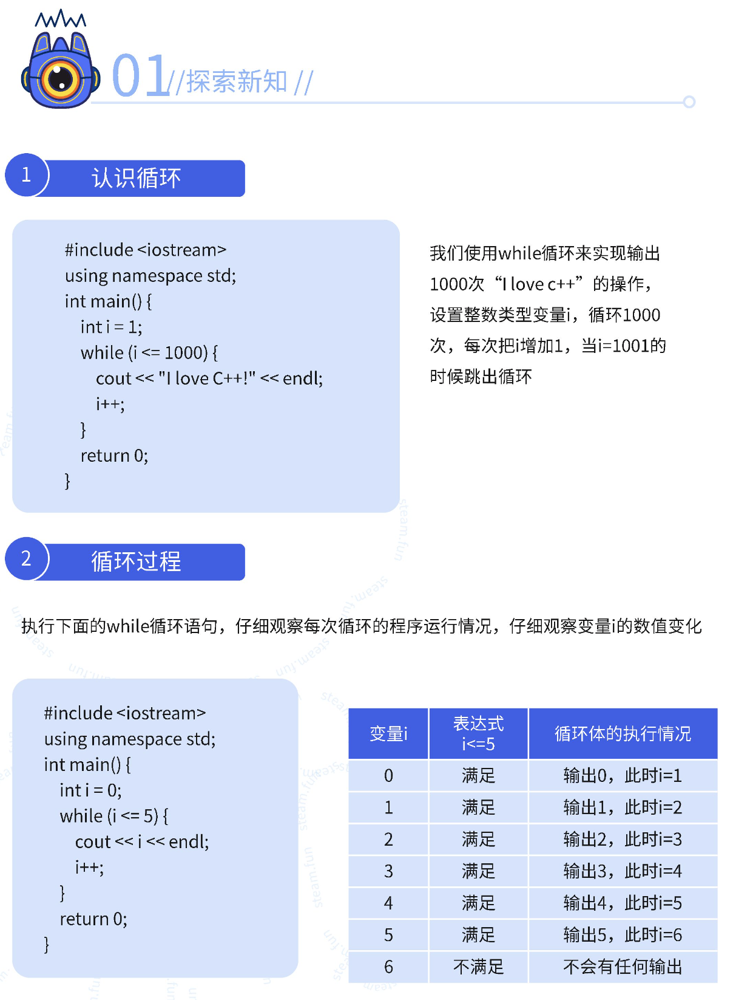 01//探索新知 //
1 认识循环
#include <iostream>
using namespace std;
int main() {
int i = 1;
while (i <= 1000) {
cout << "I love C++!" << endl;
i++;
}
return 0;
}
我们使用while循环来实现输出
1000次“I love c++”的操作，
设置整数类型变量i，循环1000
次，每次把i增加1，当i=1001的
时候跳出循环
2 循环过程
执行下面的while循环语句，仔细观察每次循环的程序运行情况，仔细观察变量i的数值变化
#include <iostream>
using namespace std;
int main() {
int i = 0;
while (i <= 5) {
cout << i << endl;
i++;
}
return 0;
}
变量i 表达式 循环体的执行情况
i<=5
0 满足 输出0，此时i=1
1 满足 输出1，此时i=2
2 满足 输出2，此时i=3
3 满足 输出3，此时i=4
4 满足 输出4，此时i=5
5 满足 输出5，此时i=6
6 不满足 不会有任何输出
steam.fun
steam.fun
steam.fun
steam.fun
steam.fun